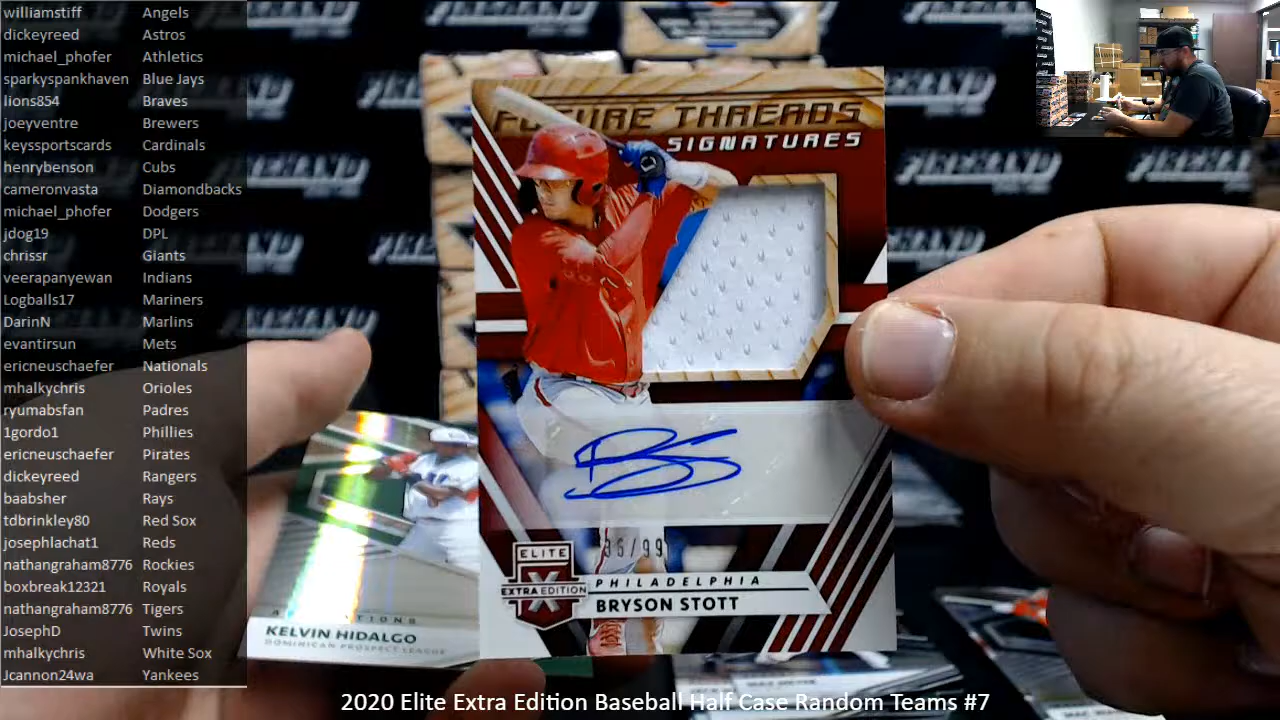 williamstiff Angels
dickeyreed Astros
michael_phofer Athletics
sparkyspankhaven Blue Jays
lions854 Braves
joeyventre Brewers
keyssportscards Cardinals
henrybenson Cubs
cameronvasta Diamondbacks
michael_phofer Dodgers
jdog19 DPL
chrissr Giants
veerapanyewan Indians
Logballs17 Mariners
DarinN Marlins
evantirsun Mets
ericneuschaefer Nationals
mhalkychris Orioles
ryumabsfan Padres
1gordo1 Phillies
ericneuschaefer Pirates
dickeyreed Rangers
baabsher Rays
tdbrinkley80 Red Sox
josephlachat1 Reds
nathangraham8776 Rockies
boxbreak12321 Royals
nathangraham8776 Tigers
JosephD Twins
mhalkychris White Sox
Jcannon24wa Yankees
FUTURE THREADS
SIGNATURES
BS
/99
ELITE
EXTRA EDITION
X
PHILADELPHIA
BRYSON STOTT
KELVIN HIDALGO
DOMINICAN PROSPECT LEAGUE
2020 Elite Extra Edition Baseball Half Case Random Teams #7